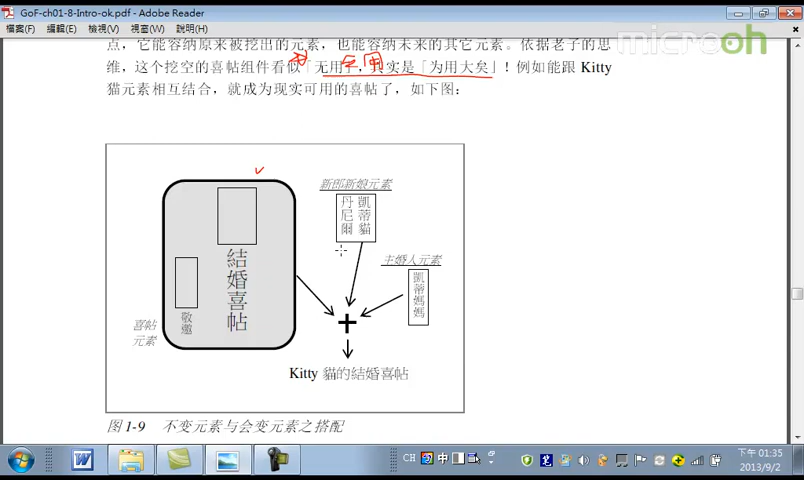 GoF-ch01-8-Intro-ok.pdf - Adobe Reader
檔案(F) 編輯(E) 檢視(V) 視窗(W) 說明(H)
microoh
点，它能容纳原来被挖出的元素，也能容纳未来的其它元素。依据老子的思
维，这个挖空的喜帖组件看似「无用」，其实是「为用大矣」！例如能跟 Kitty
猫元素相互结合，就成为现实可用的喜帖了，如下图：
結婚喜帖
敬邀
喜帖
元素
新郎新娘元素
凱蒂貓
丹尼爾
主婚人元素
凱蒂媽媽
+
Kitty 貓的結婚喜帖
图 1-9 不变元素与会变元素之搭配
CH 中
下午 01:35
2013/9/2